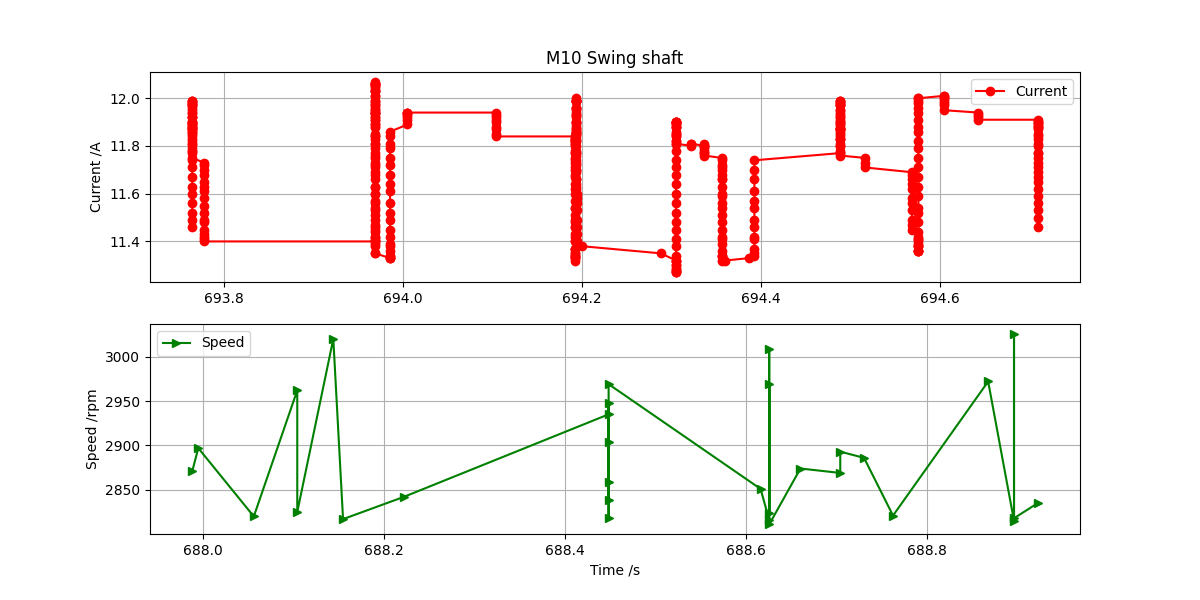 M10 Swing shaft
Current /A
12.0
11.8
11.6
11.4
Current
693.8 694.0 694.2 694.4 694.6
Speed /rpm
3000
2950
2900
2850
Speed
688.0 688.2 688.4 688.6 688.8
Time /s